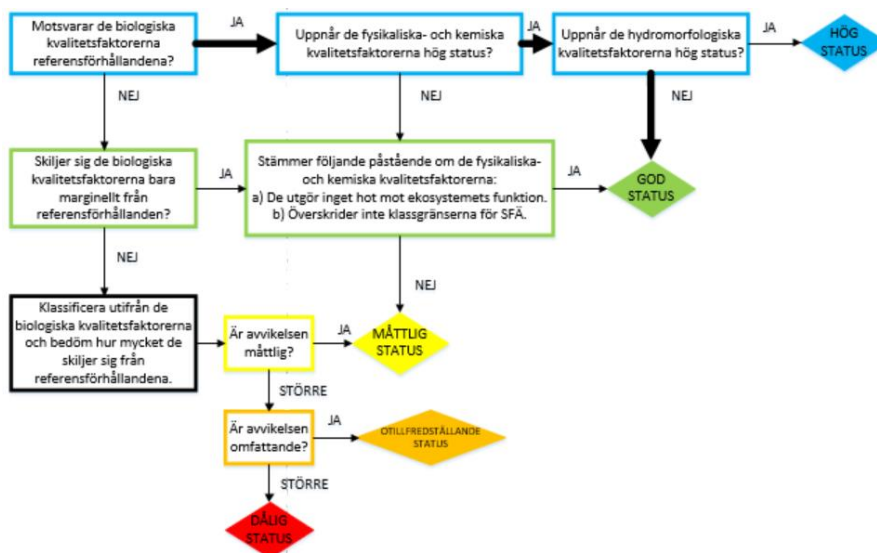 Motsvarar de biologiska
kvalitetsfaktorerna
referensförhållandena?
JA
Uppnår de fysikaliska- och kemiska
kvalitetsfaktorerna hög status?
JA
Uppnår de hydromorfologiska
kvalitetsfaktorerna hög status?
JA
HÖG
STATUS
NEJ
NEJ
NEJ
Skiljer sig de biologiska
kvalitetsfaktorerna bara
marginellt från
referensförhållanden?
JA
Stämmer följande påstående om de fysikaliska-
och kemiska kvalitetsfaktorerna:
a) De utgör inget hot mot ekosystemets funktion.
b) Överskrider inte klassgränserna för SFÄ.
JA
GOD
STATUS
NEJ
NEJ
Klassificera utifrån de
biologiska kvalitetsfaktorerna
och bedöm hur mycket de
skiljer sig från
referensförhållandena.
Är avvikelsen
måttlig?
JA
MÅTTLIG
STATUS
STÖRRE
Är avvikelsen
omfattande?
JA
OTILLFREDSTÄLLANDE
STATUS
STÖRRE
DÅLIG
STATUS